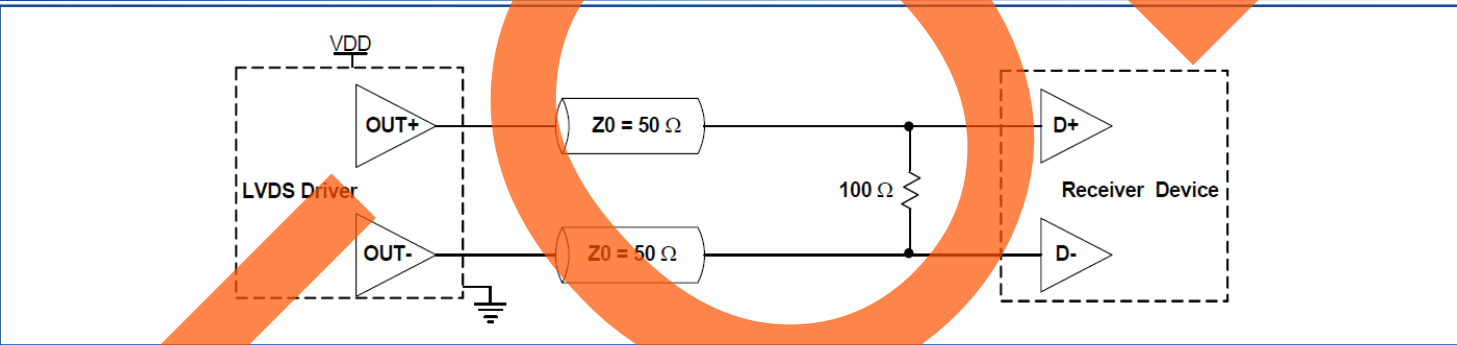 VDD
OUT+
Z0 = 50 Ω
D+
LVDS Driver
100 Ω
Receiver Device
OUT-
Z0 = 50 Ω
D-